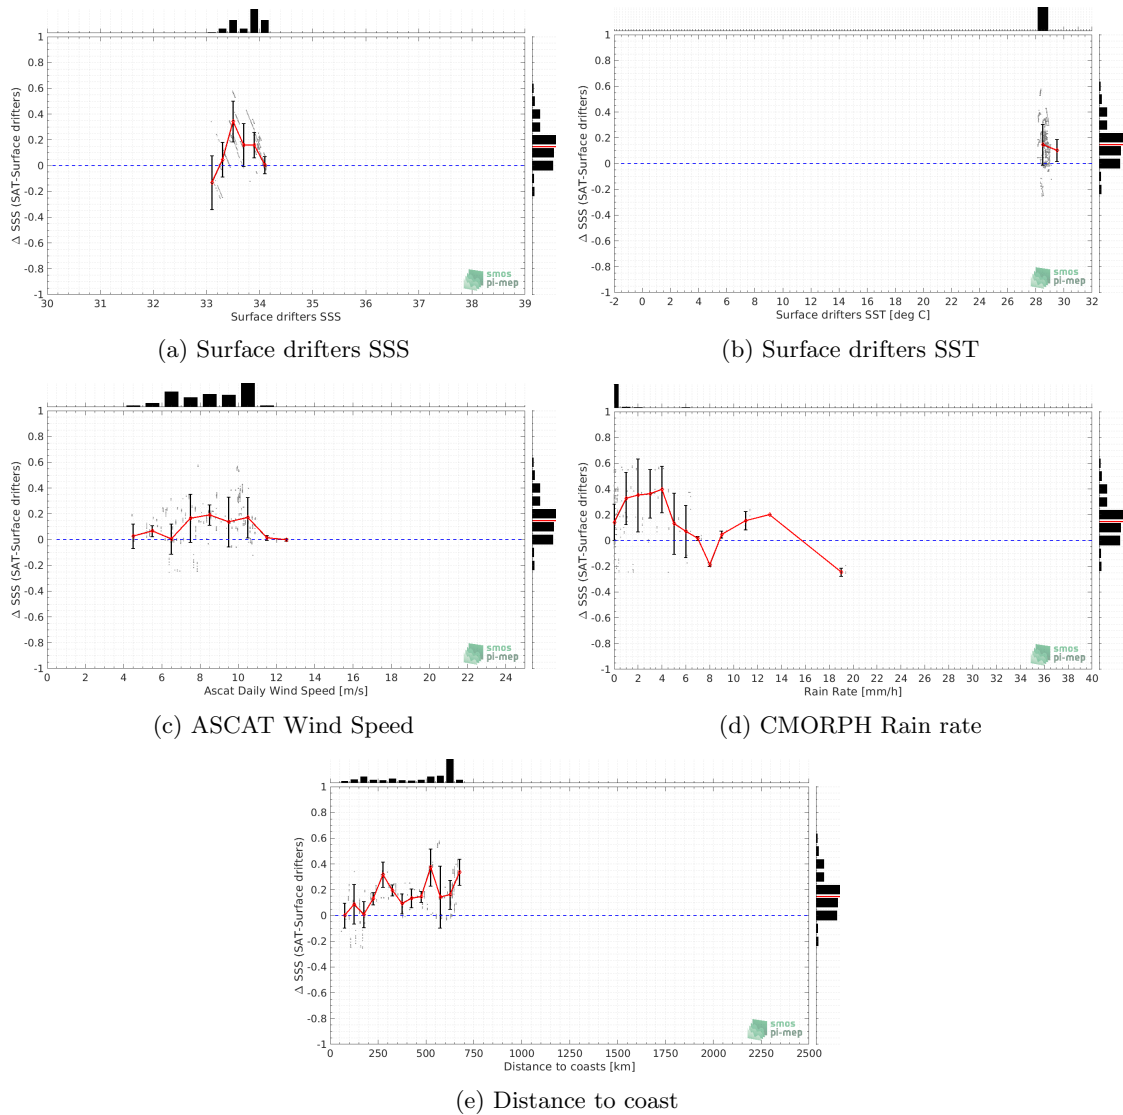 1
0.8
0.6
0.4
0.2
0
-0.2
-0.4
-0.6
-0.8
-1
Δ SSS (SAT-Surface drifters)
30 31 32 33 34 35 36 37 38 39
Surface drifters SSS
smos
pi-mep
(a) Surface drifters SSS
1
0.8
0.6
0.4
0.2
0
-0.2
-0.4
-0.6
-0.8
-1
Δ SSS (SAT-Surface drifters)
-2 0 2 4 6 8 10 12 14 16 18 20 22 24 26 28 30 32
Surface drifters SST [deg C]
smos
pi-mep
(b) Surface drifters SST
1
0.8
0.6
0.4
0.2
0
-0.2
-0.4
-0.6
-0.8
-1
Δ SSS (SAT-Surface drifters)
0 2 4 6 8 10 12 14 16 18 20 22 24
Ascat Daily Wind Speed [m/s]
smos
pi-mep
(c) ASCAT Wind Speed
1
0.8
0.6
0.4
0.2
0
-0.2
-0.4
-0.6
-0.8
-1
Δ SSS (SAT-Surface drifters)
0 2 4 6 8 10 12 14 16 18 20 22 24 26 28 30 32 34 36 38 40
Rain Rate [mm/h]
smos
pi-mep
(d) CMORPH Rain rate
1
0.8
0.6
0.4
0.2
0
-0.2
-0.4
-0.6
-0.8
-1
Δ SSS (SAT-Surface drifters)
0 250 500 750 1000 1250 1500 1750 2000 2250 2500
Distance to coasts [km]
smos
pi-mep
(e) Distance to coast